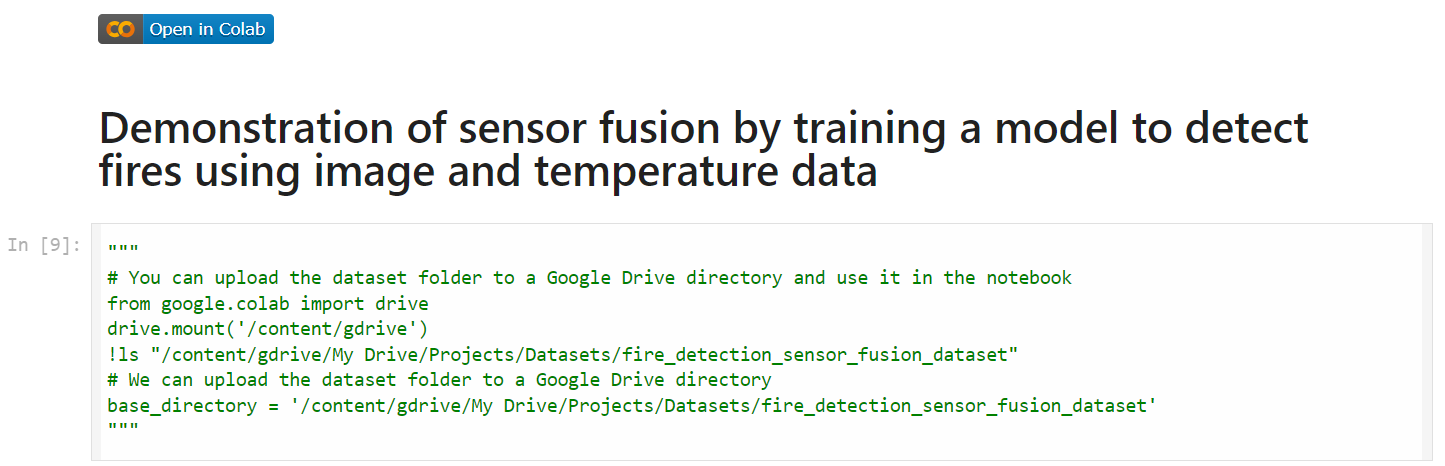 CO Open in Colab
Demonstration of sensor fusion by training a model to detect
fires using image and temperature data
In [9]:
"""
# You can upload the dataset folder to a Google Drive directory and use it in the notebook
from google.colab import drive
drive.mount('/content/gdrive')
!ls "/content/gdrive/My Drive/Projects/Datasets/fire_detection_sensor_fusion_dataset"
# We can upload the dataset folder to a Google Drive directory
base_directory = '/content/gdrive/My Drive/Projects/Datasets/fire_detection_sensor_fusion_dataset'
"""